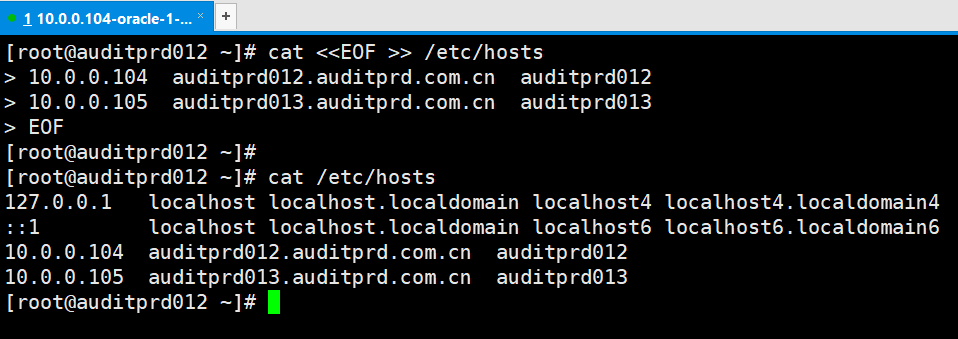 1 10.0.0.104-oracle-1-... × +
[root@auditprd012 ~]# cat <<EOF >> /etc/hosts
> 10.0.0.104  auditprd012.auditprd.com.cn  auditprd012
> 10.0.0.105  auditprd013.auditprd.com.cn  auditprd013
> EOF
[root@auditprd012 ~]#
[root@auditprd012 ~]# cat /etc/hosts
127.0.0.1   localhost localhost.localdomain localhost4 localhost4.localdomain4
::1         localhost localhost.localdomain localhost6 localhost6.localdomain6
10.0.0.104  auditprd012.auditprd.com.cn  auditprd012
10.0.0.105  auditprd013.auditprd.com.cn  auditprd013
[root@auditprd012 ~]#